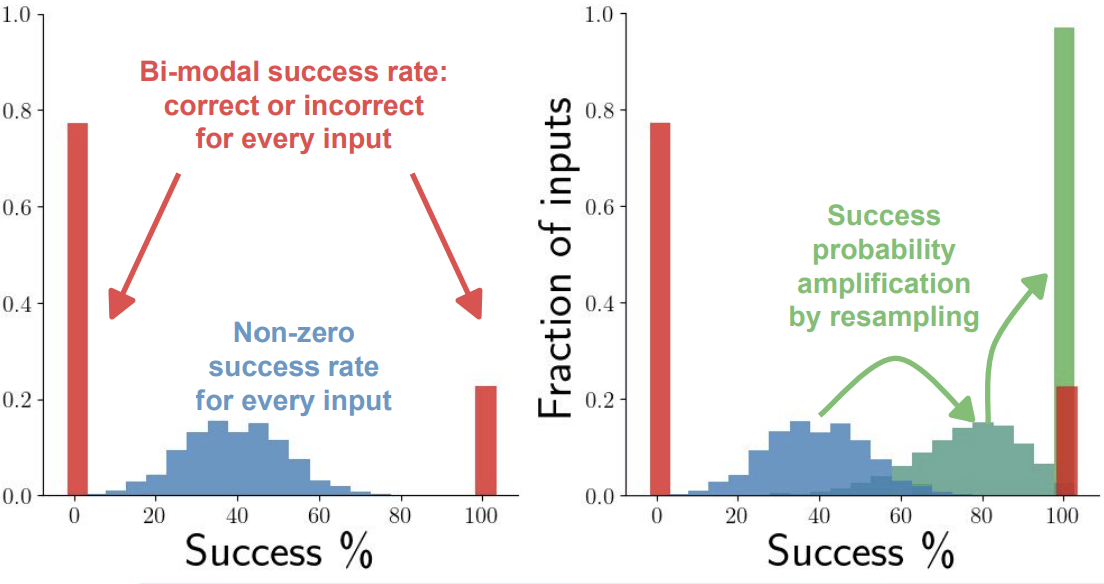 1.0
0.8
0.6
0.4
0.2
0.0
Bi-modal success rate:
correct or incorrect
for every input
Non-zero
success rate
for every input
0 20 40 60 80 100
Success %
Fraction of inputs
1.0
0.8
0.6
0.4
0.2
0.0
Success
probability
amplification
by resampling
0 20 40 60 80 100
Success %